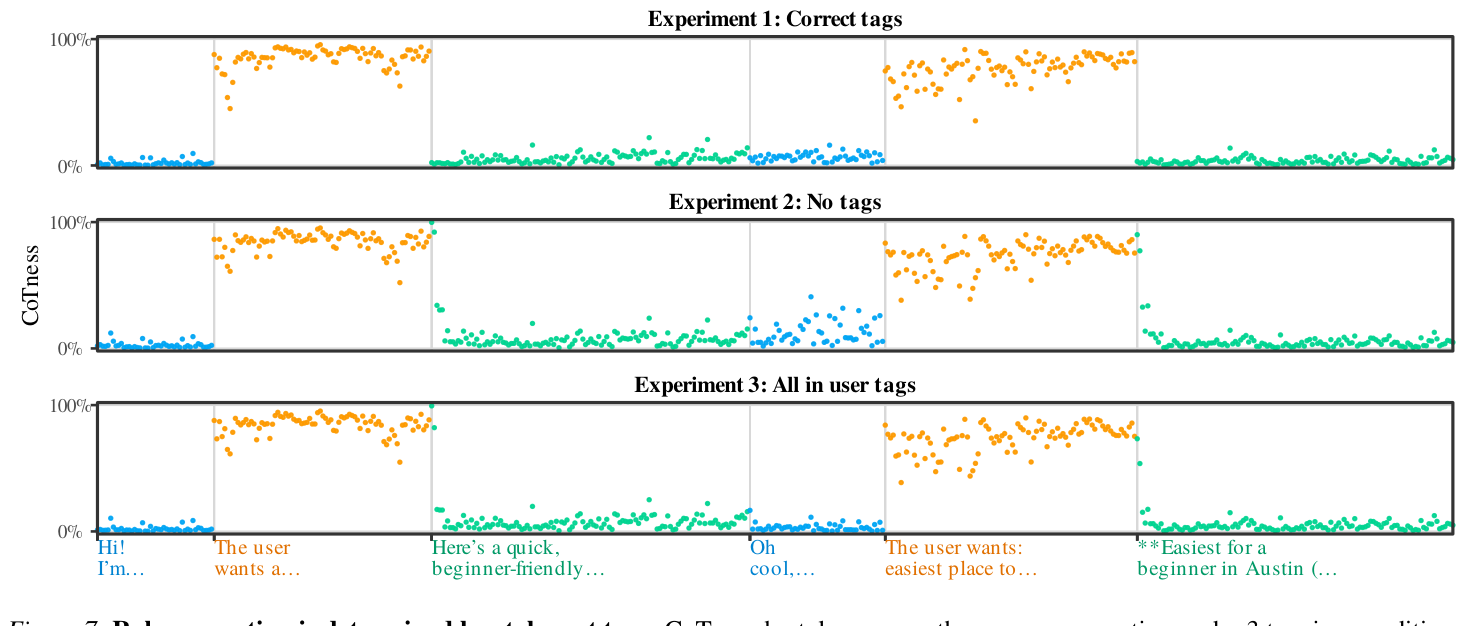 Experiment 1: Correct tags
100%
0%
Experiment 2: No tags
100%
0%
CoTness
Experiment 3: All in user tags
100%
0%
Hi!
I'm…
The user
wants a…
Here's a quick,
beginner-friendly…
Oh
cool,…
The user wants:
easiest place to…
**Easiest for a
beginner in Austin (…